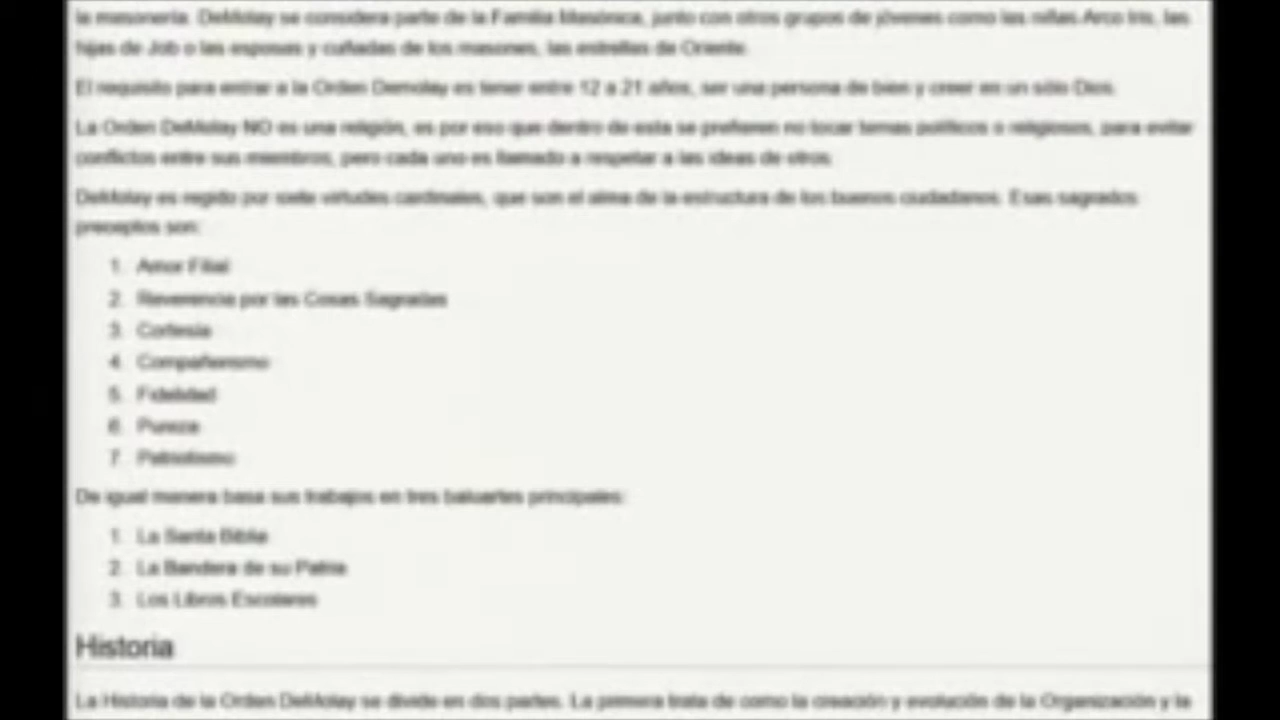 la masonería. DeMolay se considera parte de la Familia Masónica, junto con otros grupos de jóvenes como las niñas Arco Iris, las
hijas de Job o las esposas y cuñadas de los masones, las estrellas de Oriente.
El requisito para entrar a la Orden Demolay es tener entre 12 a 21 años, ser una persona de bien y creer en un sólo Dios.
La Orden DeMolay NO es una religión, es por eso que dentro de esta se prefieren no tocar temas políticos o religiosos, para evitar
conflictos entre sus miembros, pero cada uno es llamado a respetar a las ideas de otros.
DeMolay es regido por siete virtudes cardinales, que son el alma de la estructura de los buenos ciudadanos. Esas sagrados
preceptos son:
1. Amor Filial
2. Reverencia por las Cosas Sagradas
3. Cortesía
4. Compañerismo
5. Fidelidad
6. Pureza
7. Patriotismo
De igual manera basa sus trabajos en tres baluartes principales:
1. La Santa Biblia
2. La Bandera de su Patria
3. Los Libros Escolares
Historia
La Historia de la Orden DeMolay se divide en dos partes. La primera trata de como la creación y evolución de la Organización y la